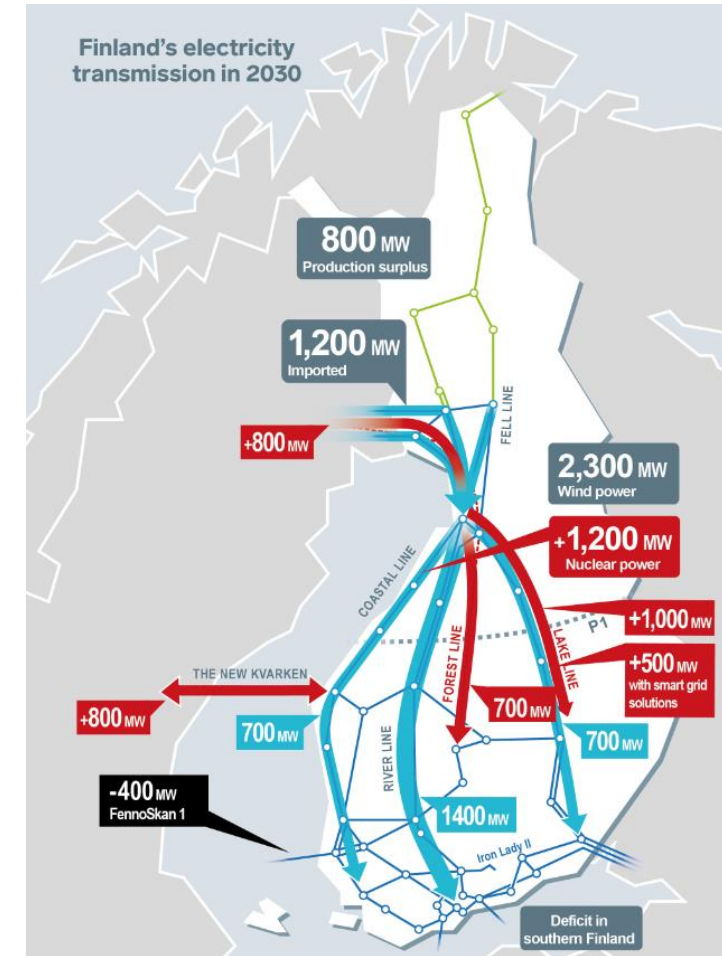 Finland's electricity
transmission in 2030
800 MW
Production surplus
1,200 MW
Imported
+800 MW
FELL LINE
2,300 MW
Wind power
+1,200 MW
Nuclear power
COASTAL LINE
P1
+1,000 MW
LAKE LINE
FOREST LINE
+500 MW
with smart grid
solutions
THE NEW KVARKEN
+800 MW
700 MW
700 MW
700 MW
RIVER LINE
-400 MW
FennoSkan 1
1400 MW
Iron Lady II
Deficit in
southern Finland